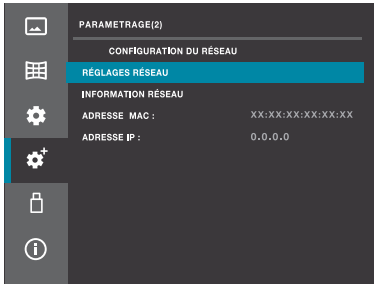 PARAMETRAGE(2)
CONFIGURATION DU RÉSEAU
RÉGLAGES RÉSEAU
INFORMATION RÉSEAU
ADRESSE MAC : XX:XX:XX:XX:XX:XX
ADRESSE IP : 0.0.0.0